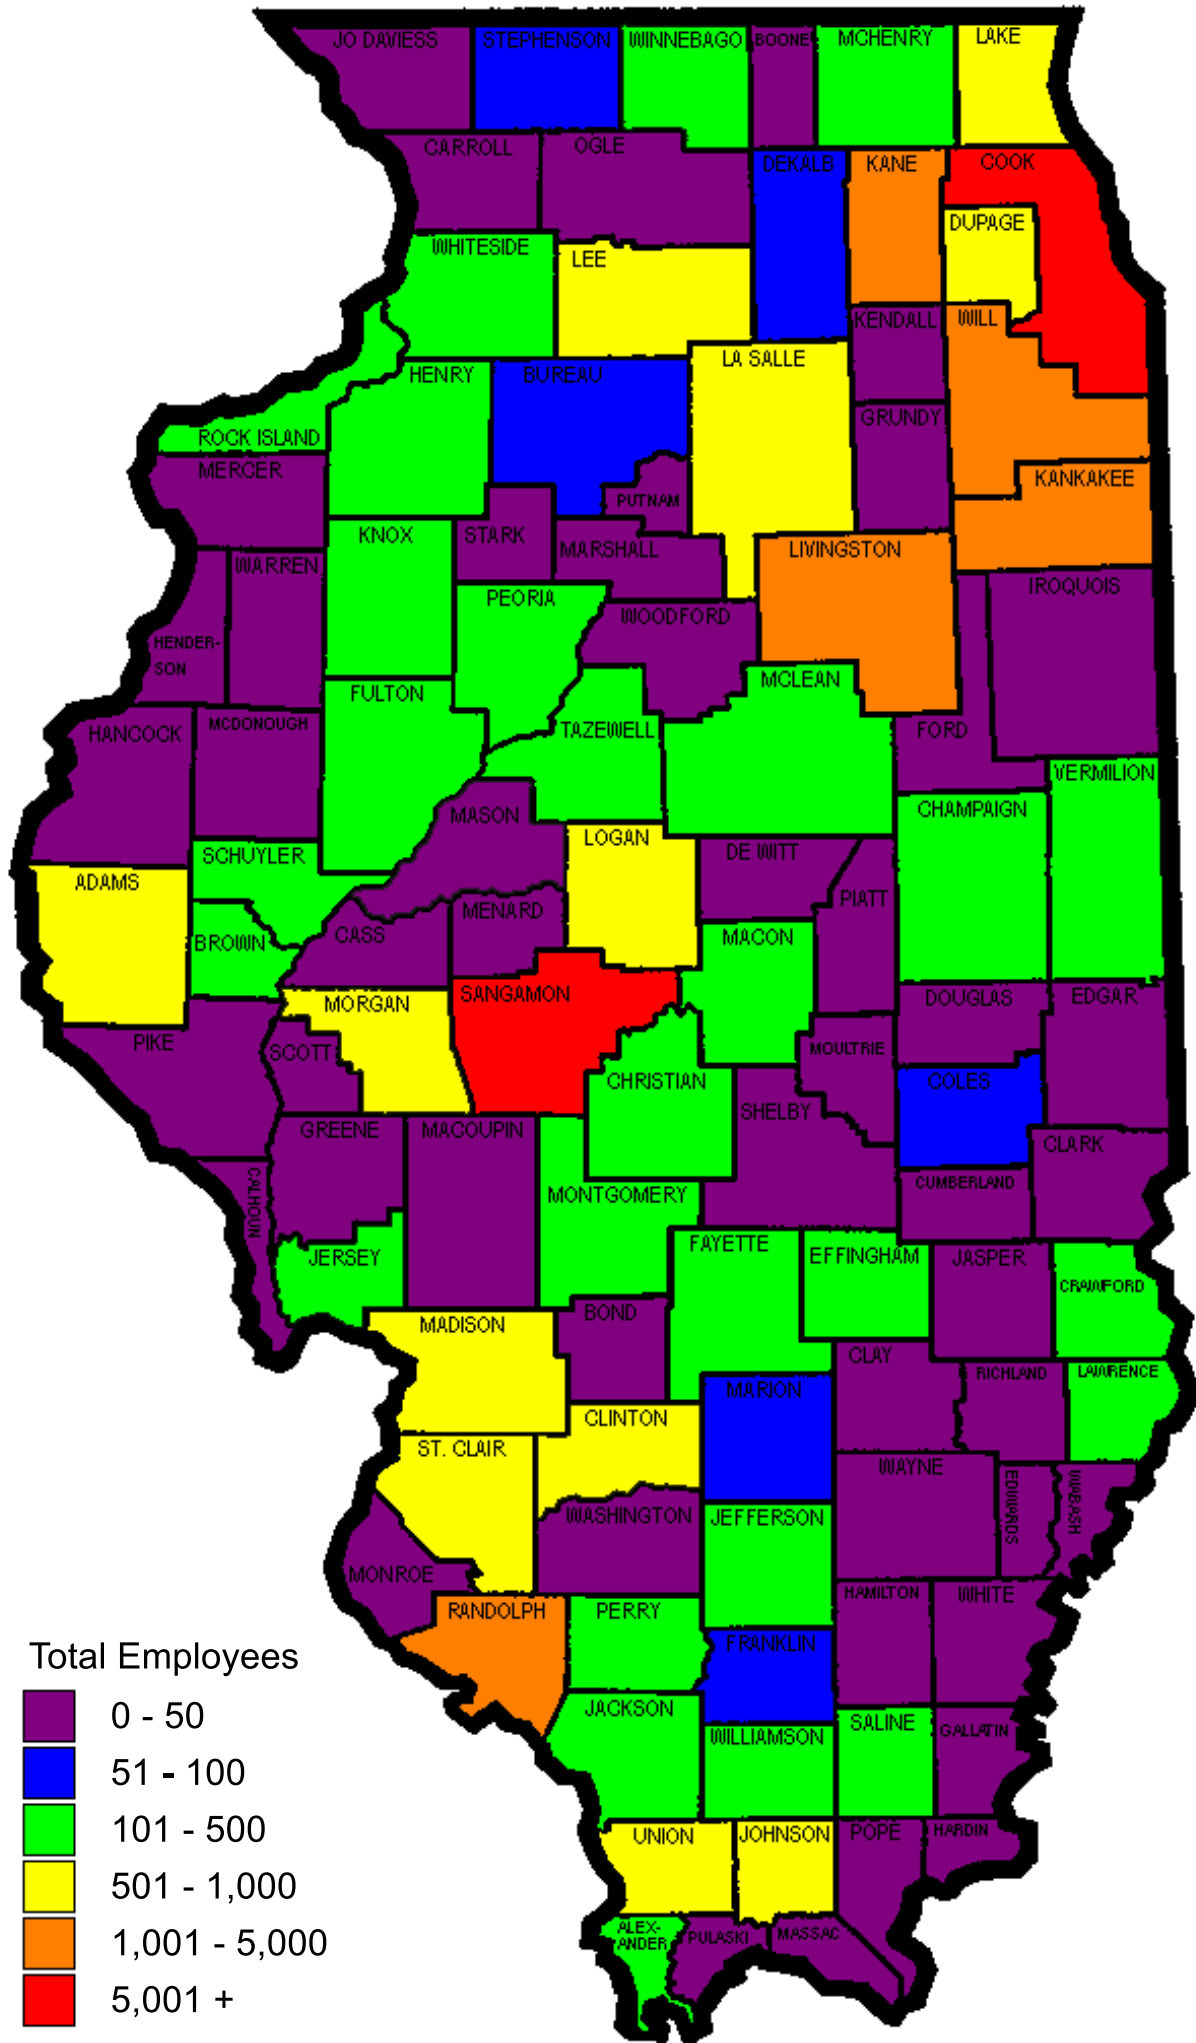 JO DAVIESS
STEPHENSON
WINNEBAGO
BOONE
MCHENRY
LAKE
CARROLL
OGLE
DEKALB
KANE
COOK
DUPAGE
WHITESIDE
LEE
KENDALL
WILL
LA SALLE
HENRY
BUREAU
GRUNDY
ROCK ISLAND
MERCER
KANKAKEE
PUTNAM
KNOX
STARK
MARSHALL
LIVINGSTON
WARREN
IROQUOIS
PEORIA
WOODFORD
HENDER-
SON
FULTON
MCLEAN
HANCOCK
MCDONOUGH
TAZEWELL
FORD
VERMILION
MASON
CHAMPAIGN
LOGAN
SCHUYLER
DE WITT
ADAMS
PIATT
MENARD
CASS
BROWN
MACON
SANGAMON
MORGAN
DOUGLAS
EDGAR
PIKE
SCOTT
MOULTRIE
CHRISTIAN
COLES
SHELBY
GREENE
MACOUPIN
CLARK
CALHOUN
CUMBERLAND
MONTGOMERY
FAYETTE
EFFINGHAM
JASPER
JERSEY
CRAWFORD
MADISON
BOND
CLAY
RICHLAND
LAWRENCE
MARION
CLINTON
ST. CLAIR
WAYNE
EDWARDS
WABASH
WASHINGTON
JEFFERSON
MONROE
HAMILTON
WHITE
RANDOLPH
PERRY
FRANKLIN
JACKSON
WILLIAMSON
SALINE
GALLATIN
UNION
JOHNSON
POPE
HARDIN
ALEX-
ANDER
PULASKI
MASSAC
Total Employees
0 - 50
51 - 100
101 - 500
501 - 1,000
1,001 - 5,000
5,001 +